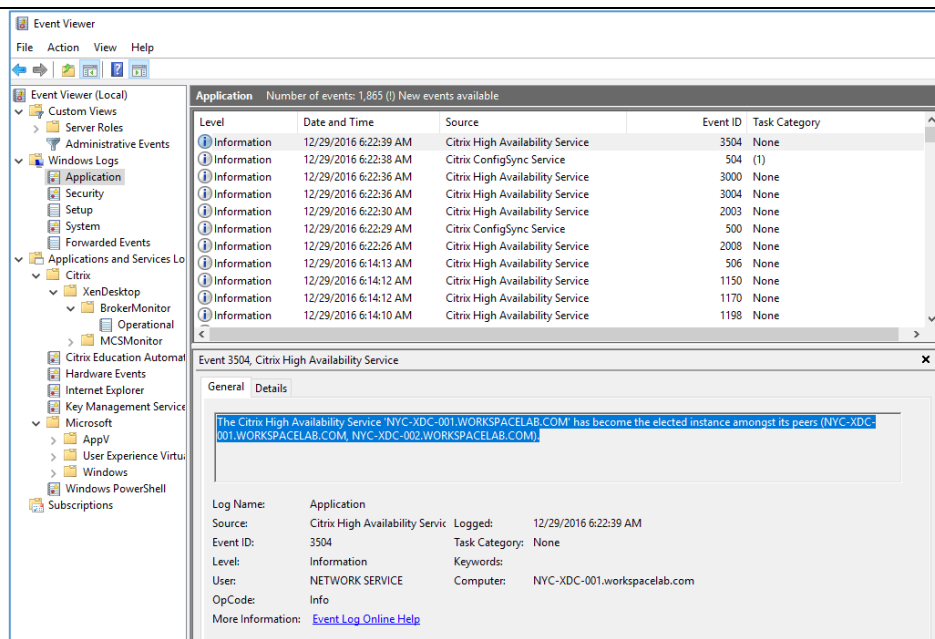 Event Viewer
File Action View Help
Event Viewer (Local)
Custom Views
Server Roles
Administrative Events
Windows Logs
Application
Security
Setup
System
Forwarded Events
Applications and Services Lo
Citrix
XenDesktop
BrokerMonitor
Operational
MCSMonitor
Citrix Education Automat
Hardware Events
Internet Explorer
Key Management Service
Microsoft
AppV
User Experience Virtu
Windows
Windows PowerShell
Subscriptions
Application Number of events: 1,865 (!) New events available
Level Date and Time Source Event ID Task Category
Information 12/29/2016 6:22:39 AM Citrix High Availability Service 3504 None
Information 12/29/2016 6:22:38 AM Citrix ConfigSync Service 504 (1)
Information 12/29/2016 6:22:36 AM Citrix High Availability Service 3000 None
Information 12/29/2016 6:22:36 AM Citrix High Availability Service 3004 None
Information 12/29/2016 6:22:30 AM Citrix High Availability Service 2003 None
Information 12/29/2016 6:22:29 AM Citrix ConfigSync Service 500 None
Information 12/29/2016 6:22:26 AM Citrix High Availability Service 2008 None
Information 12/29/2016 6:14:13 AM Citrix High Availability Service 506 None
Information 12/29/2016 6:14:12 AM Citrix High Availability Service 1150 None
Information 12/29/2016 6:14:12 AM Citrix High Availability Service 1170 None
Information 12/29/2016 6:14:10 AM Citrix High Availability Service 1198 None
Event 3504, Citrix High Availability Service
General Details
The Citrix High Availability Service 'NYC-XDC-001.WORKSPACELAB.COM' has become the elected instance amongst its peers (NYC-XDC-
001.WORKSPACELAB.COM, NYC-XDC-002.WORKSPACELAB.COM).
Log Name: Application
Source: Citrix High Availability Servic Logged: 12/29/2016 6:22:39 AM
Event ID: 3504 Task Category: None
Level: Information Keywords:
User: NETWORK SERVICE Computer: NYC-XDC-001.workspacelab.com
OpCode: Info
More Information: Event Log Online Help